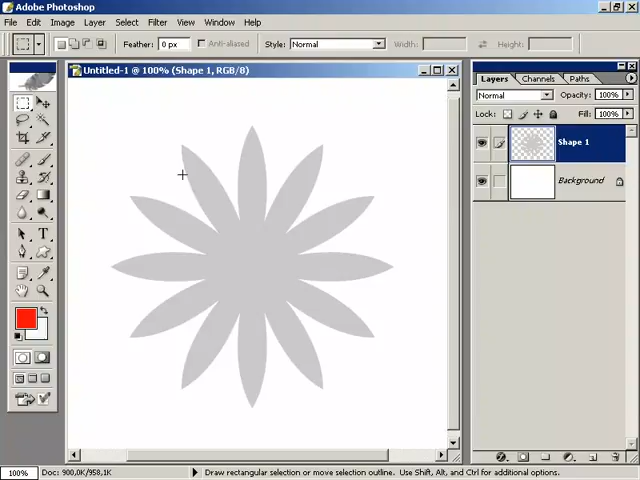 Adobe Photoshop
File Edit Image Layer Select Filter View Window Help
Feather: 0 px Anti-aliased Style: Normal Width: Height:
Untitled-1 @ 100% (Shape 1, RGB/8)
Layers Channels Paths
Normal Opacity: 100%
Lock: Fill: 100%
Shape 1
Background
T
100% Doc: 900,0K/958,1K Draw rectangular selection or move selection outline. Use Shift, Alt, and Ctrl for additional options.